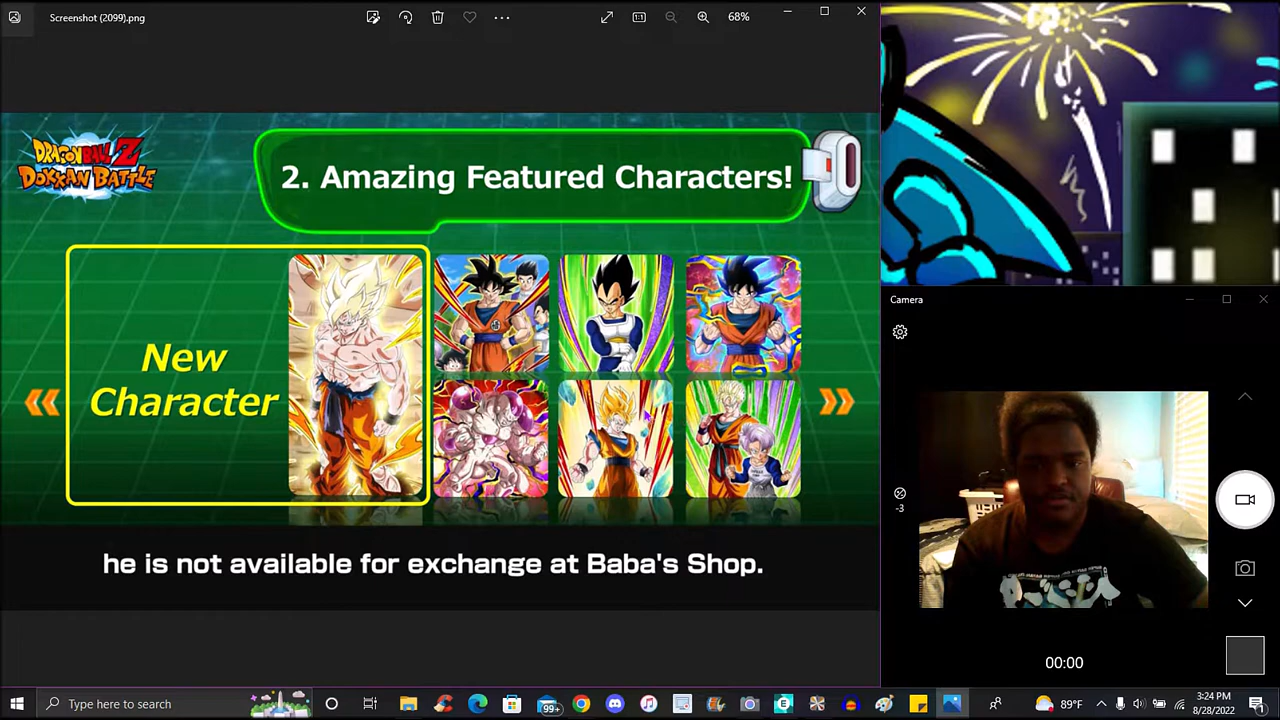 Screenshot (2099).png
68%
DRAGON BALL Z
DOKKAN BATTLE
2. Amazing Featured Characters!
New
Character
he is not available for exchange at Baba's Shop.
Camera
-3
00:00
Type here to search
99+
89°F
3:24 PM
8/28/2022
1